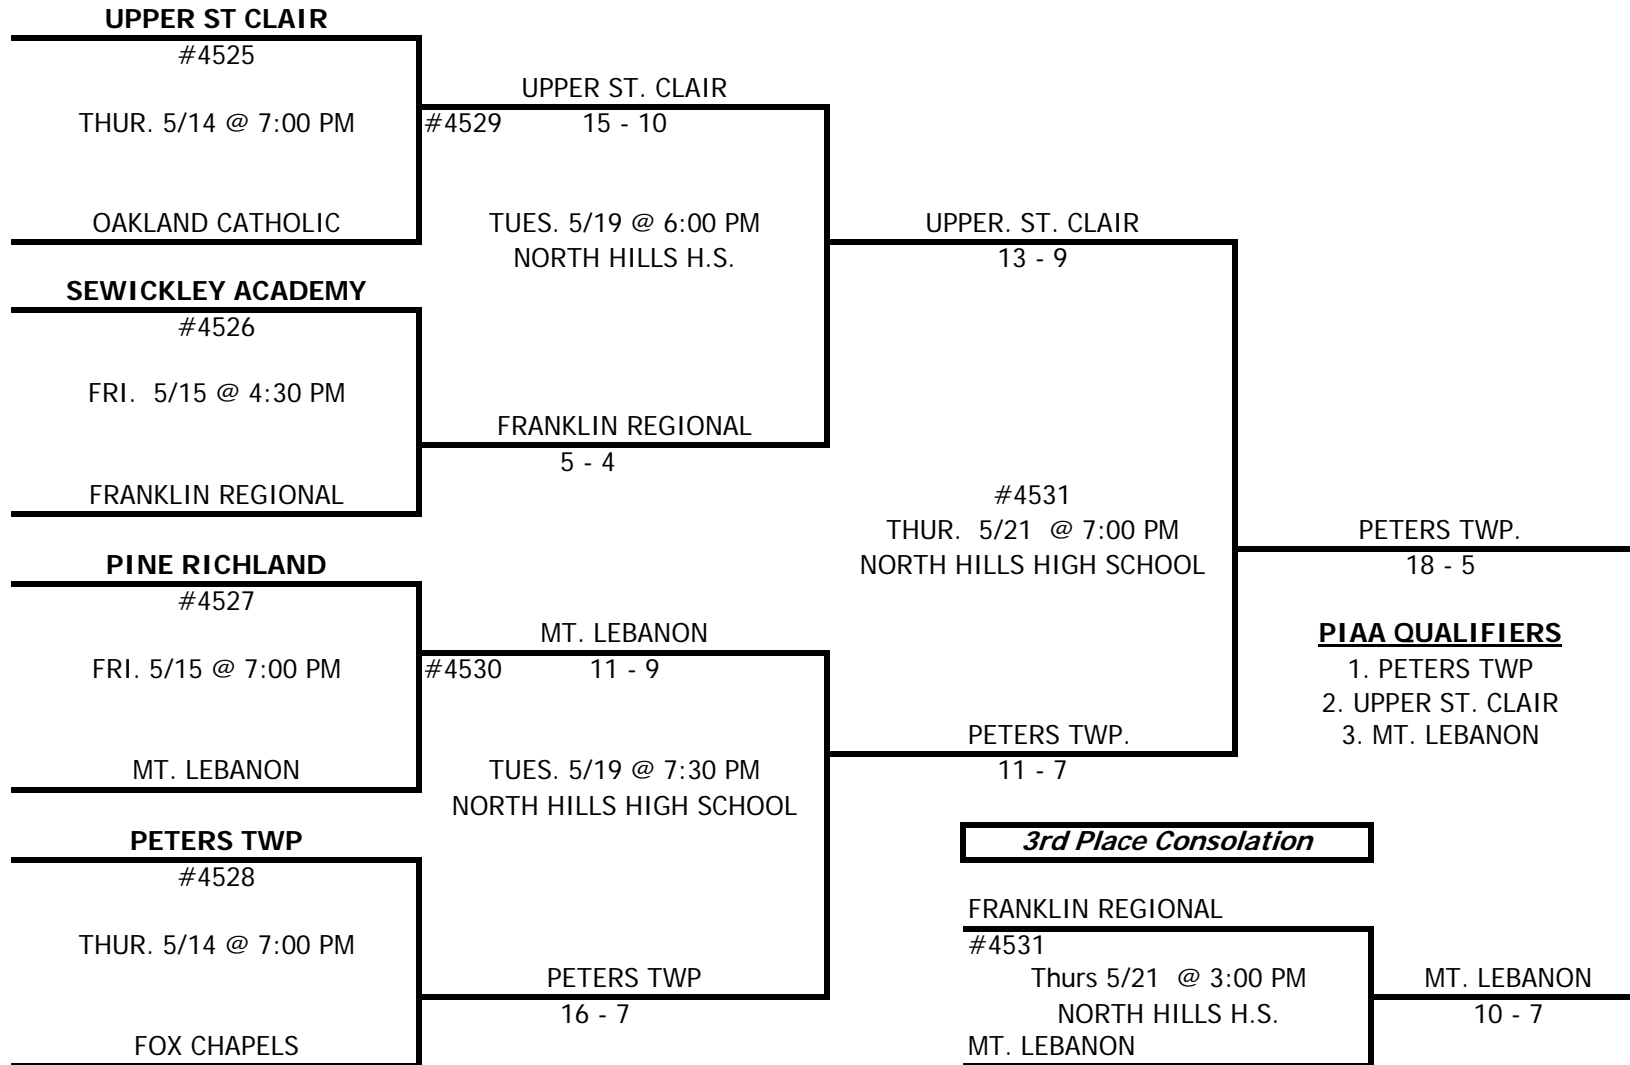 UPPER ST CLAIR
#4525
THUR. 5/14 @ 7:00 PM
OAKLAND CATHOLIC
SEWICKLEY ACADEMY
#4526
FRI.  5/15 @ 4:30 PM
FRANKLIN REGIONAL
PINE RICHLAND
#4527
FRI. 5/15 @ 7:00 PM
MT. LEBANON
PETERS TWP
#4528
THUR. 5/14 @ 7:00 PM
FOX CHAPELS
UPPER ST. CLAIR
#4529 15 - 10
TUES. 5/19 @ 6:00 PM
NORTH HILLS H.S.
FRANKLIN REGIONAL
5 - 4
MT. LEBANON
#4530 11 - 9
TUES. 5/19 @ 7:30 PM
NORTH HILLS HIGH SCHOOL
PETERS TWP
16 - 7
UPPER. ST. CLAIR
13 - 9
#4531
THUR.  5/21  @ 7:00 PM
NORTH HILLS HIGH SCHOOL
PETERS TWP.
11 - 7
PETERS TWP.
18 - 5
PIAA QUALIFIERS
1. PETERS TWP
2. UPPER ST. CLAIR
3. MT. LEBANON
3rd Place Consolation
FRANKLIN REGIONAL
#4531
Thurs 5/21  @ 3:00 PM
NORTH HILLS H.S.
MT. LEBANON
MT. LEBANON
10 - 7